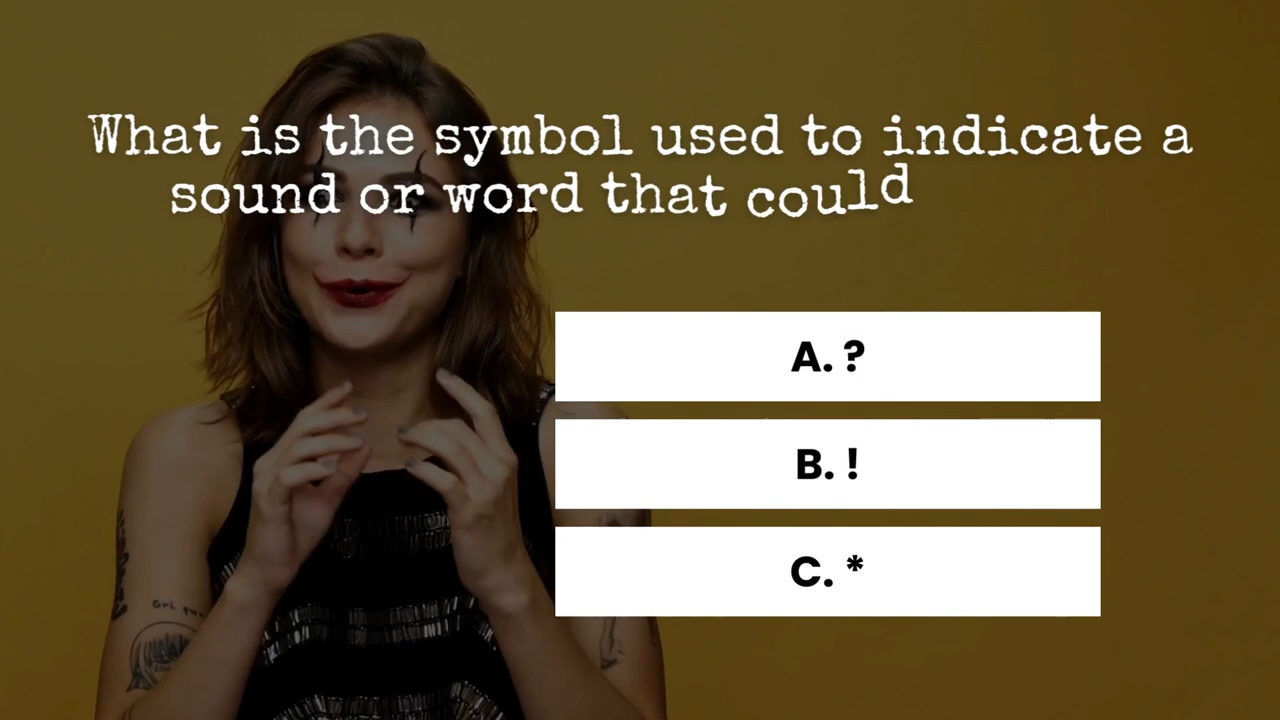 What is the symbol used to indicate a
sound or word that could
A. ?
B. !
C. *